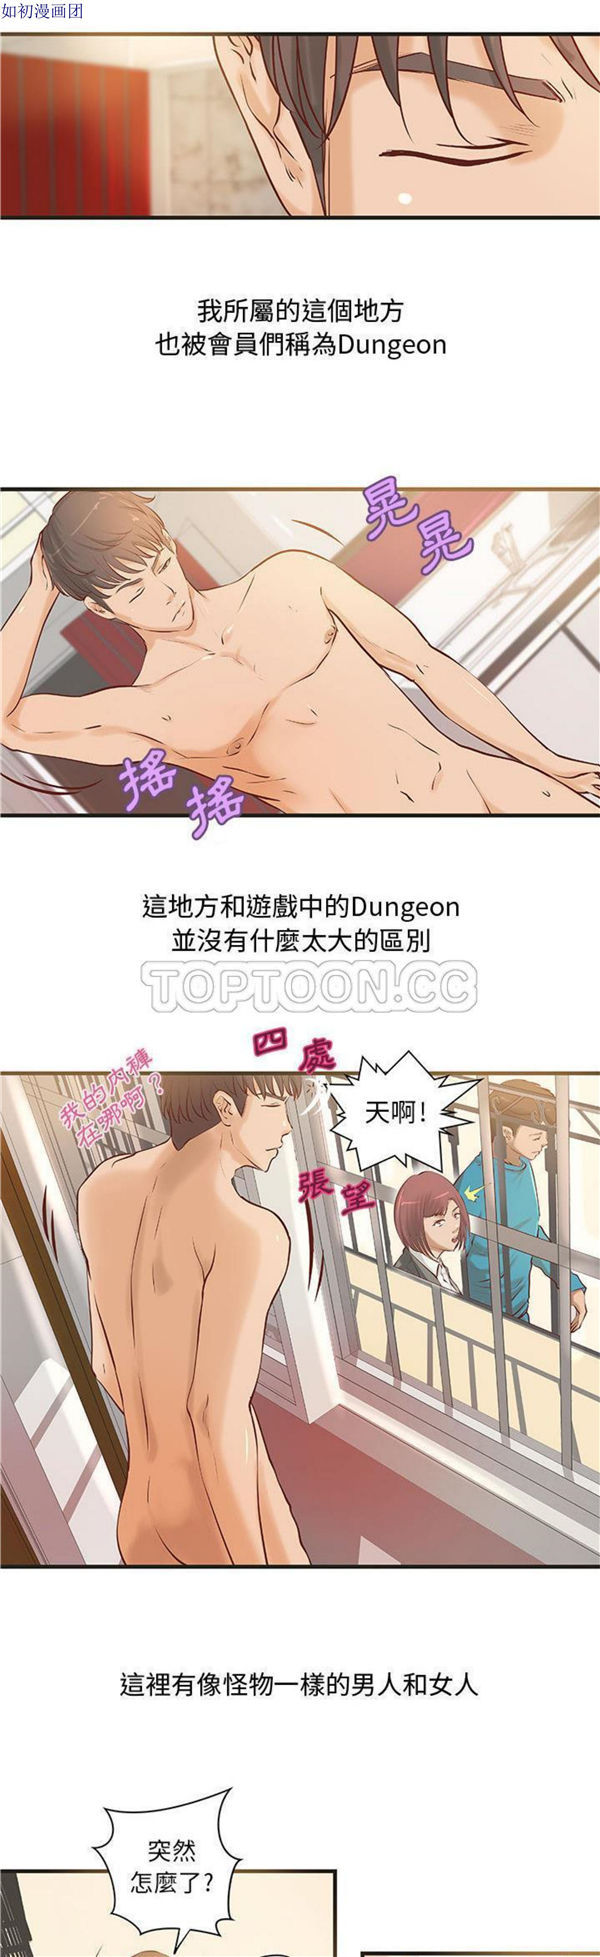 如初漫画团
我所屬的這個地方
也被會員們稱為Dungeon
晃
晃
搖
搖
這地方和遊戲中的Dungeon
並沒有什麼太大的區別
TOPTOON.CC
四
處
張
望
我的內褲
在哪啊?
天啊!
這裡有像怪物一樣的男人和女人
突然
怎麼了?